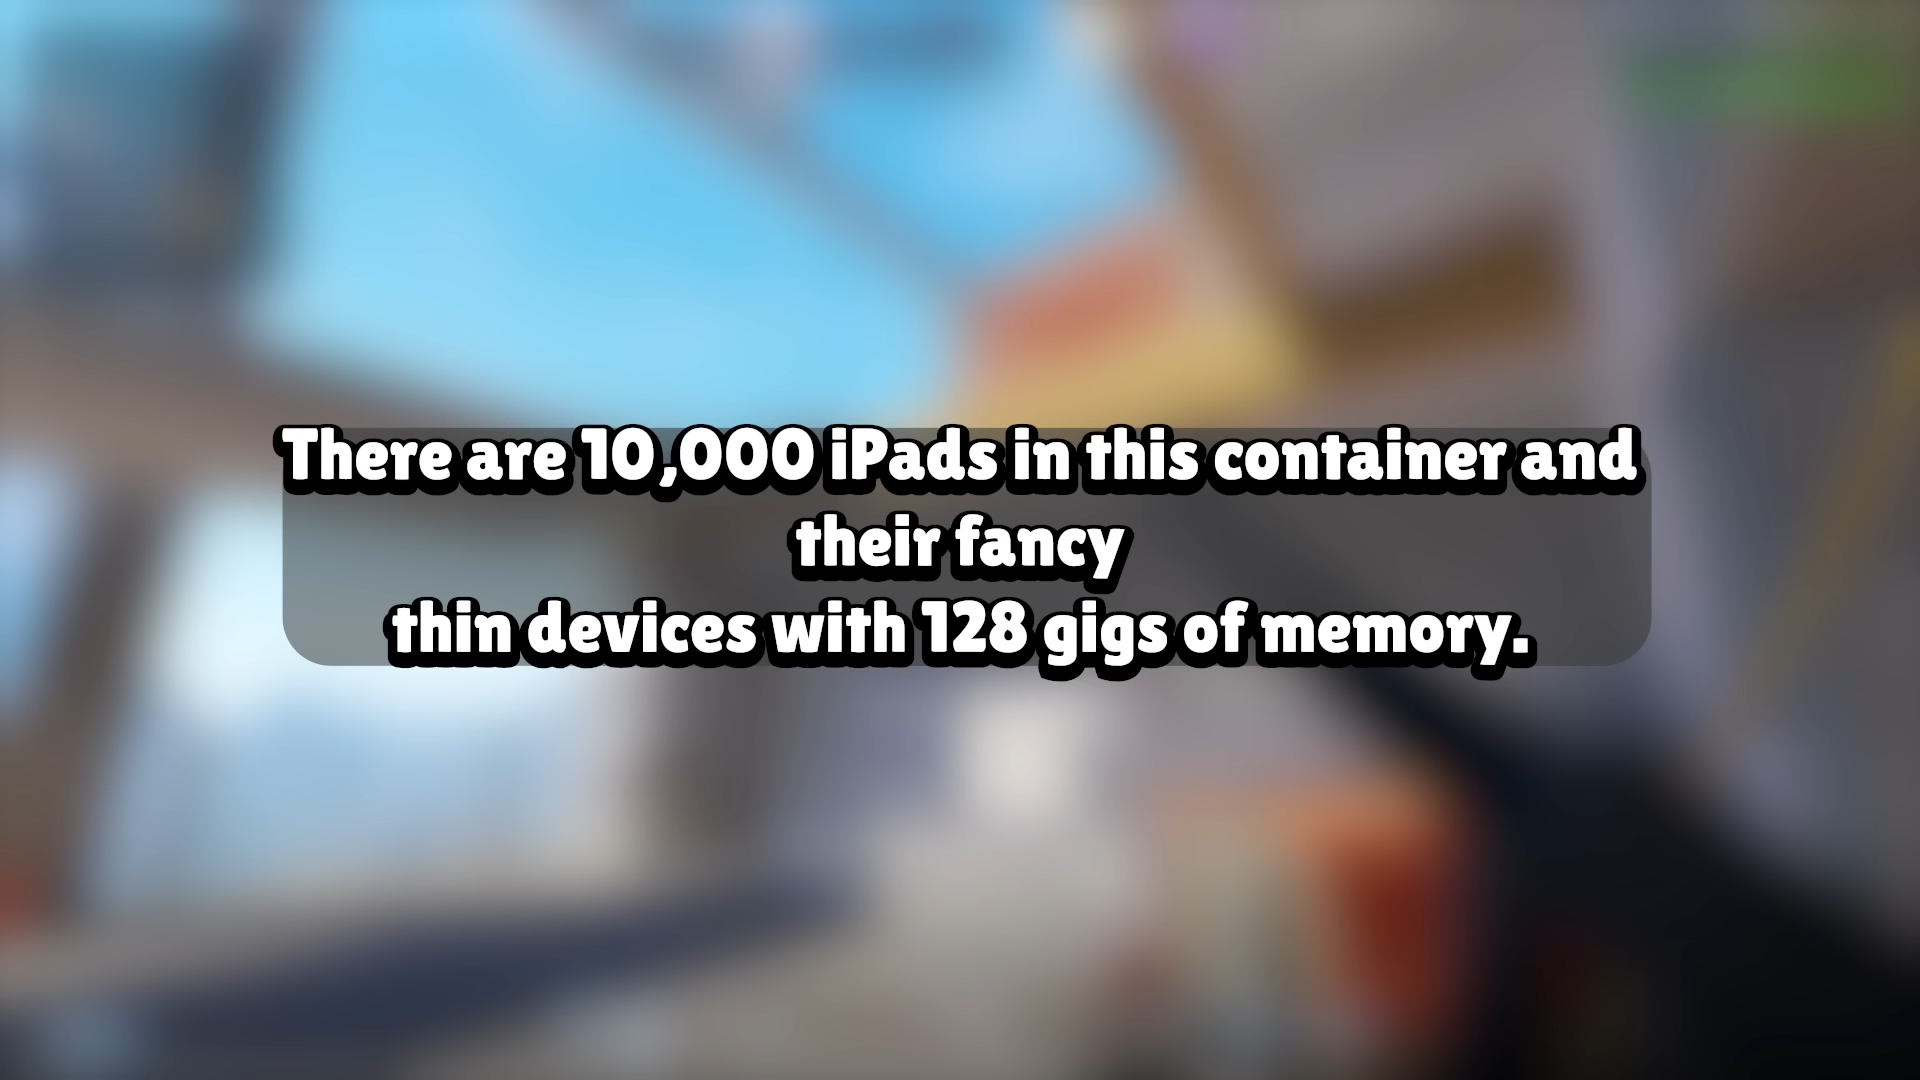 There are 10,000 iPads in this container and
their fancy
thin devices with 128 gigs of memory.